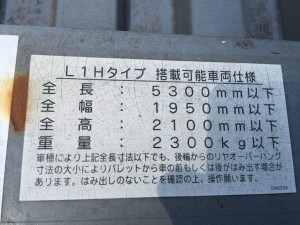 L1Hタイプ 搭載可能車両仕様
全長：5300mm以下
全幅：1950mm以下
全高：2100mm以下
重量：2300kg以下
車種により上記全長寸法以下でも、後輪からのリヤオーバーハング
寸法の大小によりパレットから車の前もしくは後がはみ出す場合が
あります。はみ出しのないことを確認の上、操作願います。